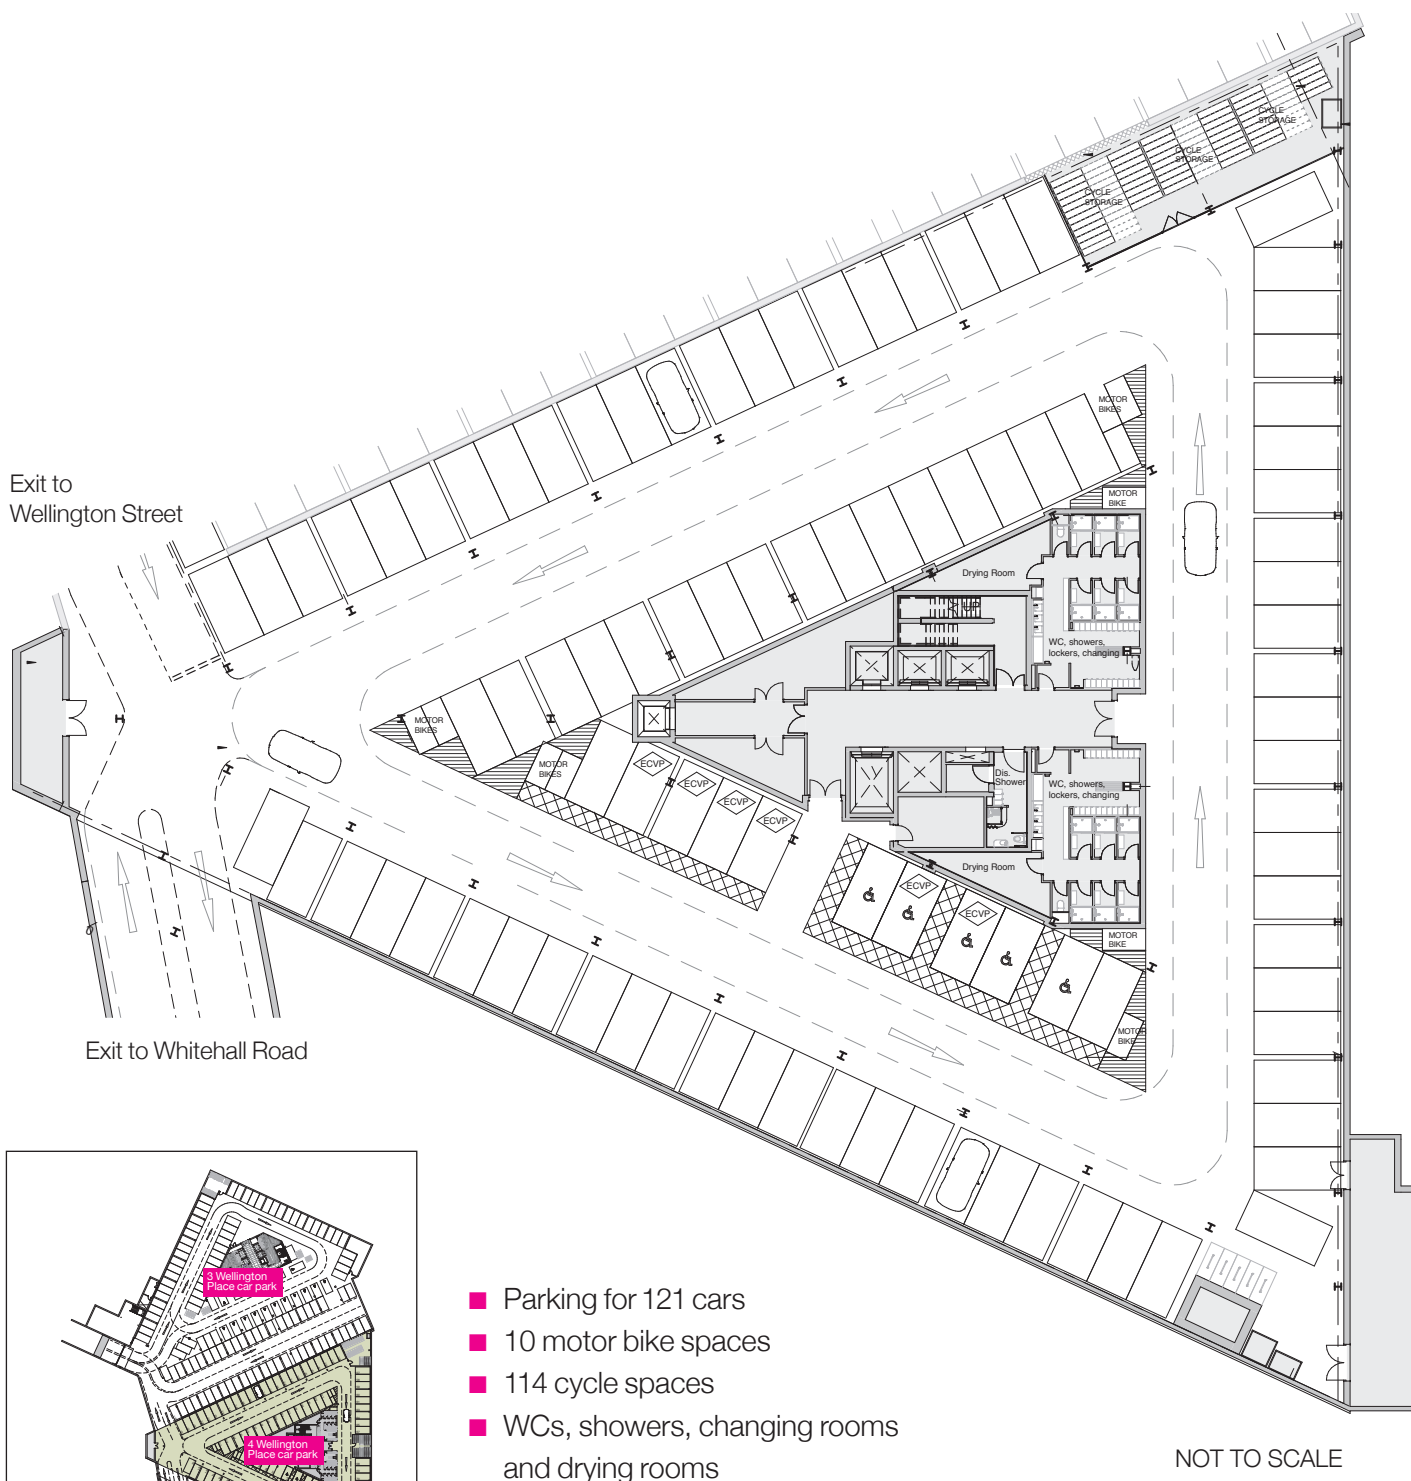 CYCLE
STORAGE
CYCLE
STORAGE
CYCLE
STORAGE
MOTOR
BIKES
Exit to
Wellington Street
MOTOR
BIKE
Drying Room
UP
WC, showers,
lockers, changing
MOTOR
BIKES
MOTOR
BIKES
ECVP
ECVP
ECVP
ECVP
Dis.
Shower
WC, showers,
lockers, changing
Drying Room
ECVP
ECVP
MOTOR
BIKE
MOTOR
BIKE
Exit to Whitehall Road
3 Wellington
Place car park
4 Wellington
Place car park
■ Parking for 121 cars
■ 10 motor bike spaces
■ 114 cycle spaces
■ WCs, showers, changing rooms
and drying rooms
NOT TO SCALE